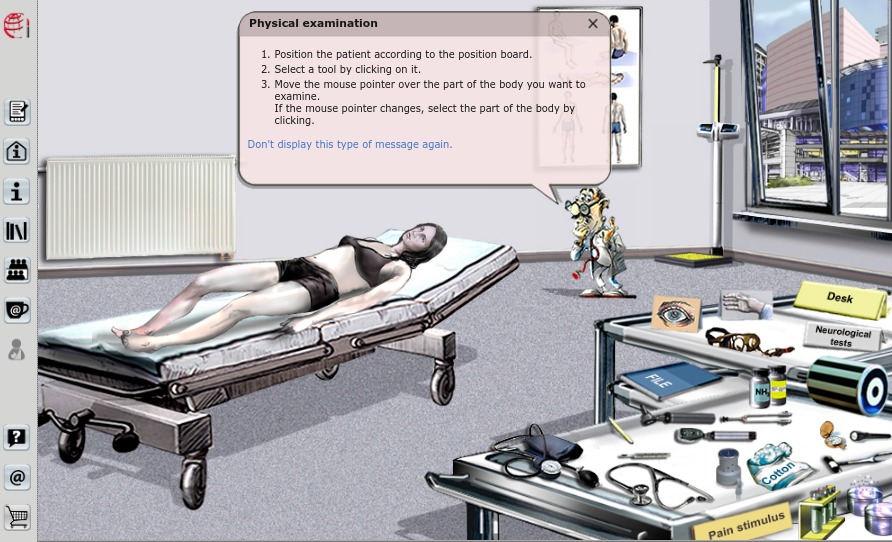 Physical examination
1. Position the patient according to the position board.
2. Select a tool by clicking on it.
3. Move the mouse pointer over the part of the body you want to
examine.
If the mouse pointer changes, select the part of the body by
clicking.
Don't display this type of message again.
Desk
Neurological
tests
FILE
NH₃
Cotton
Pain stimulus